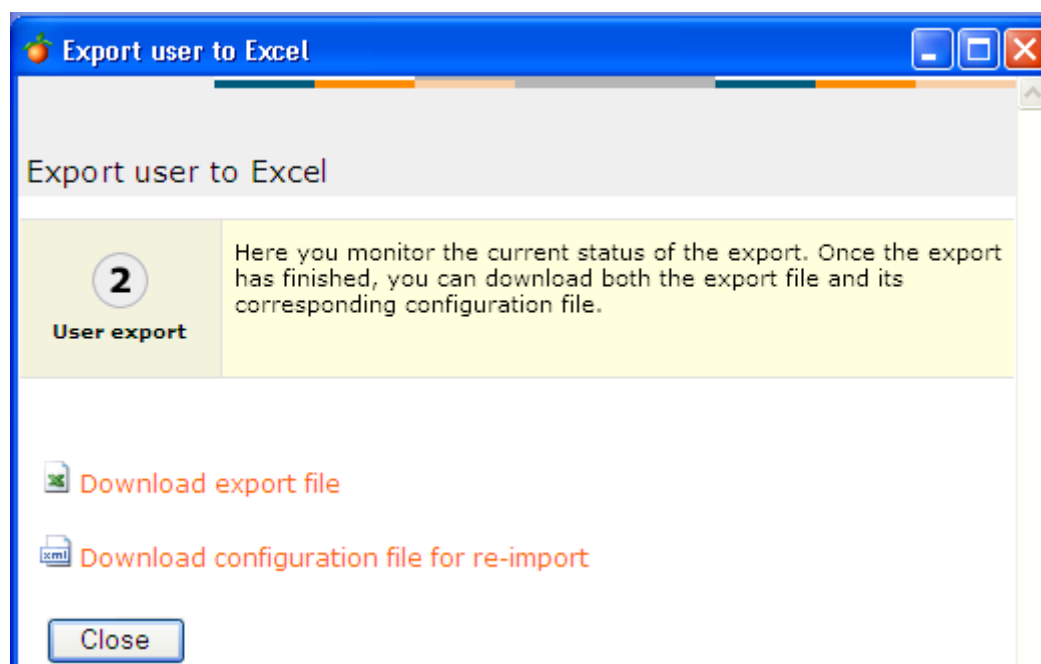 Export user to Excel
Export user to Excel
2
User export
Here you monitor the current status of the export. Once the export
has finished, you can download both the export file and its
corresponding configuration file.
Download export file
xml
Download configuration file for re-import
Close